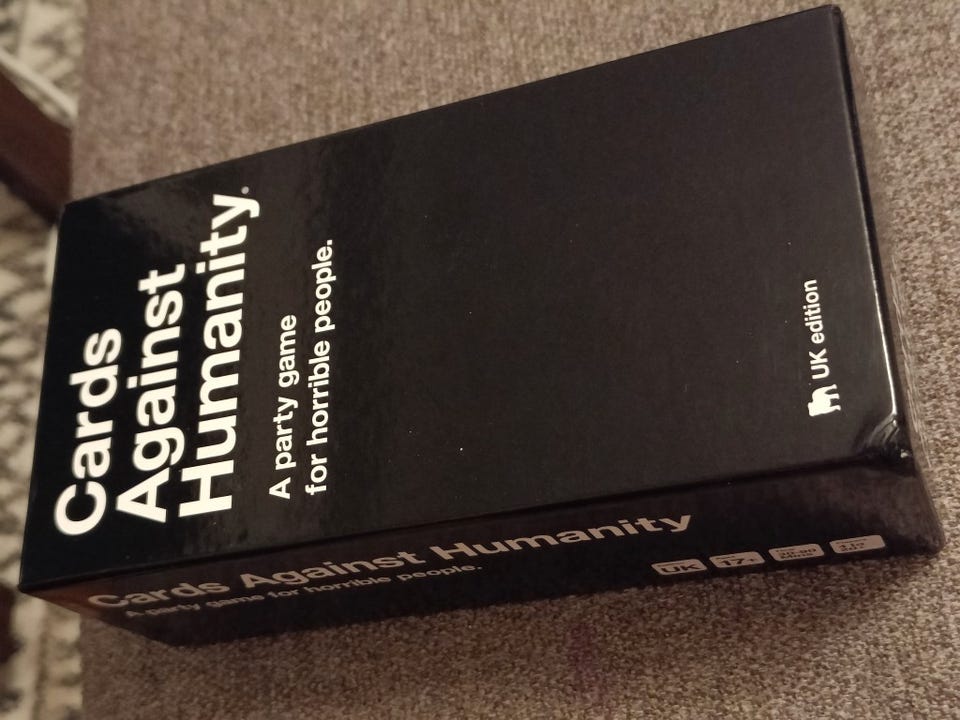 Cards
Against
Humanity.
A party game
for horrible people.
UK edition
Cards Against Humanity
A party game for horrible people.
UK
17+